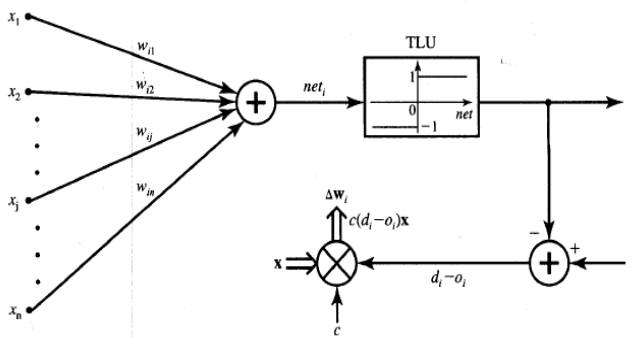 x₁
wᵢ₁
TLU
1
x₂
wᵢ₂
+
netᵢ
0
net
−1
wᵢⱼ
wᵢₙ
xⱼ
Δwᵢ
c(dᵢ−oᵢ)x
−
+
x
+
dᵢ−oᵢ
xₙ
c